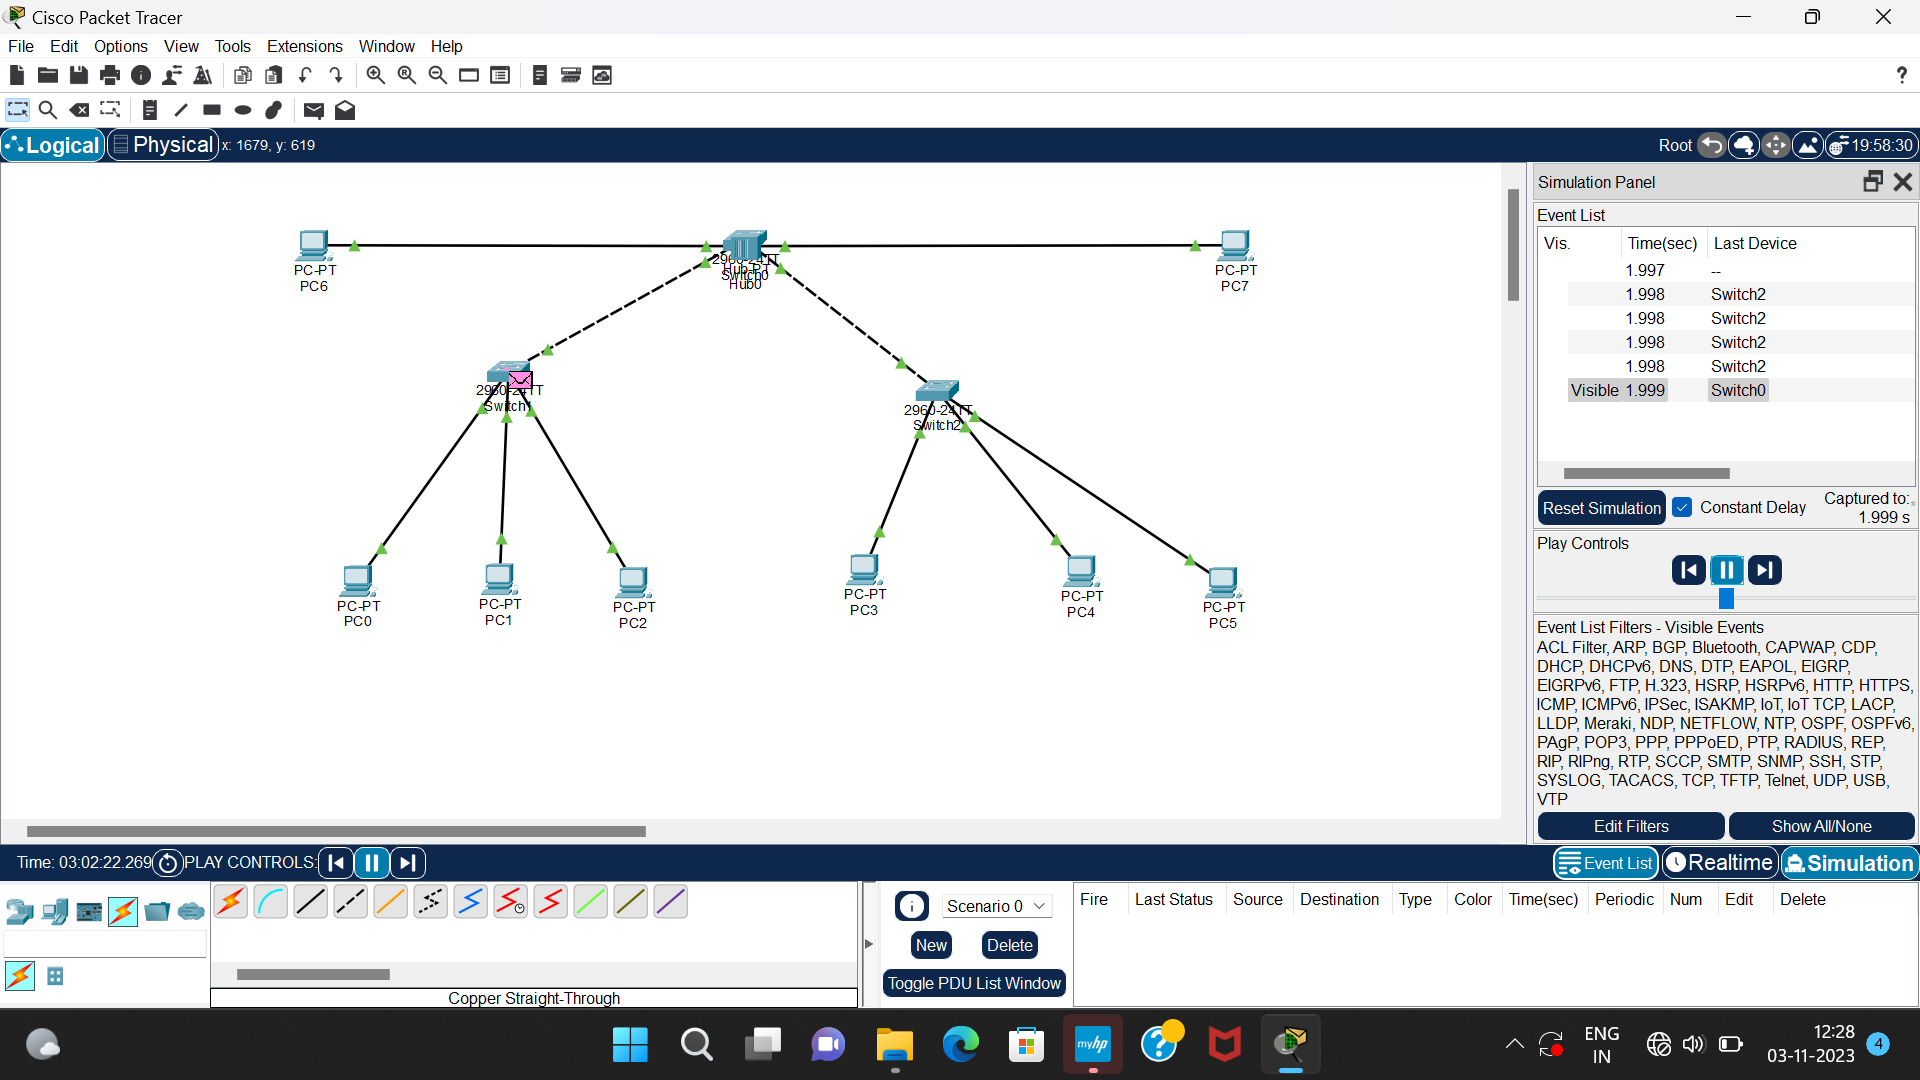 Cisco Packet Tracer
File Edit Options View Tools Extensions Window Help
?
Logical Physical x: 1679, y: 619 Root 19:58:30
Simulation Panel
Event List
Vis. Time(sec) Last Device
1.997 --
1.998 Switch2
1.998 Switch2
1.998 Switch2
1.998 Switch2
Visible 1.999 Switch0
Reset Simulation Constant Delay Captured to:
1.999 s
Play Controls
Event List Filters - Visible Events
ACL Filter, ARP, BGP, Bluetooth, CAPWAP, CDP,
DHCP, DHCPv6, DNS, DTP, EAPOL, EIGRP,
EIGRPv6, FTP, H.323, HSRP, HSRPv6, HTTP, HTTPS,
ICMP, ICMPv6, IPSec, ISAKMP, IoT, IoT TCP, LACP,
LLDP, Meraki, NDP, NETFLOW, NTP, OSPF, OSPFv6,
PAgP, POP3, PPP, PPPoED, PTP, RADIUS, REP,
RIP, RIPng, RTP, SCCP, SMTP, SNMP, SSH, STP,
SYSLOG, TACACS, TCP, TFTP, Telnet, UDP, USB,
VTP
Edit Filters Show All/None
PC-PT
PC6
2960-24TT
Hub-PT
Switch0
Hub0
PC-PT
PC7
2960-24TT
Switch1
2960-24TT
Switch2
PC-PT
PC0
PC-PT
PC1
PC-PT
PC2
PC-PT
PC3
PC-PT
PC4
PC-PT
PC5
Time: 03:02:22.269 PLAY CONTROLS:
Event List Realtime Simulation
Copper Straight-Through
Scenario 0
New Delete
Toggle PDU List Window
Fire Last Status Source Destination Type Color Time(sec) Periodic Num Edit Delete
myhp
ENG
IN
12:28
03-11-2023
4